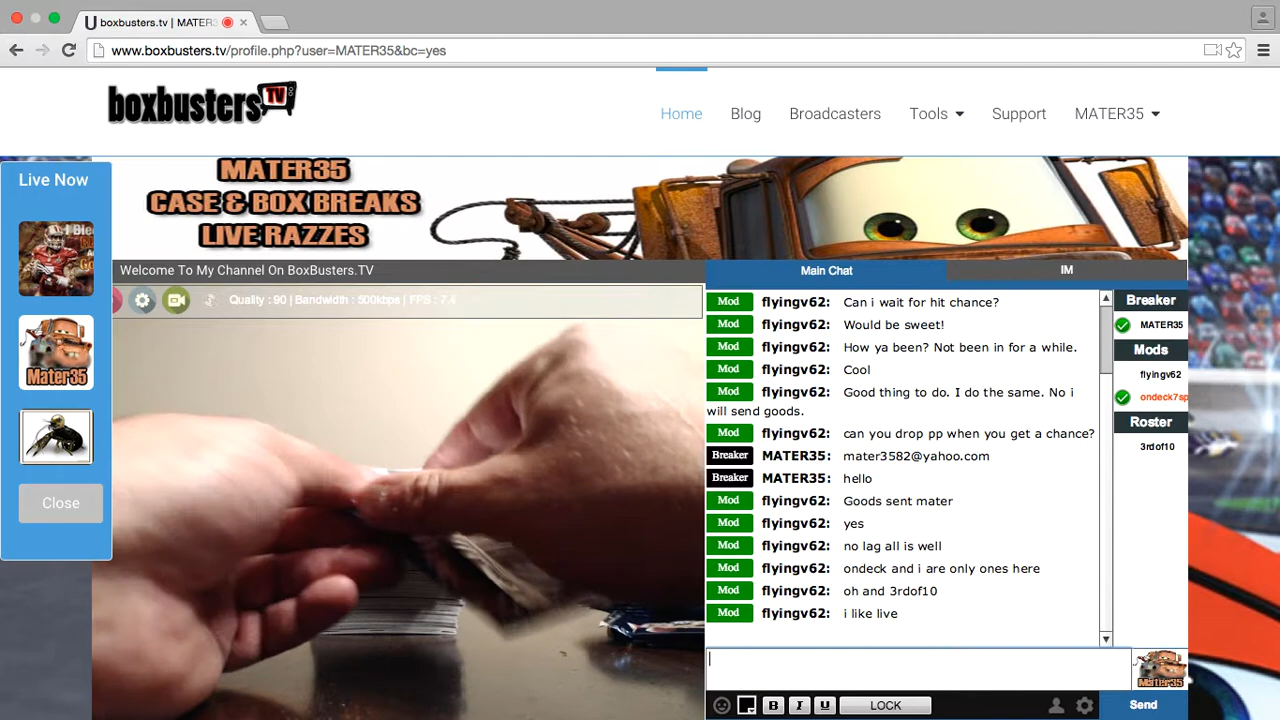 boxbusters.tv | MATER3
www.boxbusters.tv/profile.php?user=MATER35&bc=yes
boxbusters TV
Home
Blog
Broadcasters
Tools
Support
MATER35
Live Now
Mater35
Close
MATER35
CASE & BOX BREAKS
LIVE RAZZES
Welcome To My Channel On BoxBusters.TV
Quality : 90 | Bandwidth : 500kbps | FPS : 7.4
Main Chat
IM
Mod flyingv62: Can i wait for hit chance?
Mod flyingv62: Would be sweet!
Mod flyingv62: How ya been? Not been in for a while.
Mod flyingv62: Cool
Mod flyingv62: Good thing to do. I do the same. No i
will send goods.
Mod flyingv62: can you drop pp when you get a chance?
Breaker MATER35: mater3582@yahoo.com
Breaker MATER35: hello
Mod flyingv62: Goods sent mater
Mod flyingv62: yes
Mod flyingv62: no lag all is well
Mod flyingv62: ondeck and i are only ones here
Mod flyingv62: oh and 3rdof10
Mod flyingv62: i like live
Breaker
MATER35
Mods
flyingv62
ondeck7sp
Roster
3rdof10
Mater35
B
I
U
LOCK
Send